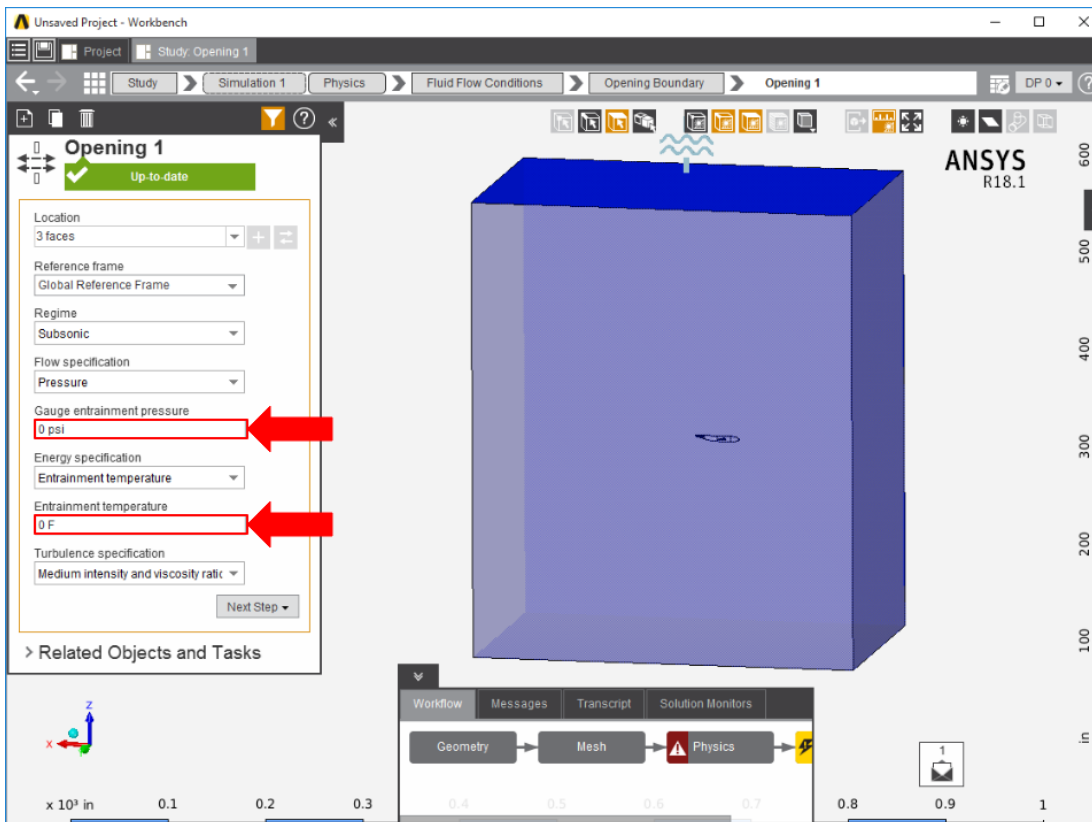 Unsaved Project - Workbench
Project
Study: Opening 1
Study
Simulation 1
Physics
Fluid Flow Conditions
Opening Boundary
Opening 1
DP 0
Opening 1
Up-to-date
Location
3 faces
Reference frame
Global Reference Frame
Regime
Subsonic
Flow specification
Pressure
Gauge entrainment pressure
0 psi
Energy specification
Entrainment temperature
Entrainment temperature
0 F
Turbulence specification
Medium intensity and viscosity ratic
Next Step
Related Objects and Tasks
ANSYS
R18.1
600
500
400
300
200
100
in
z
x
Workflow
Messages
Transcript
Solution Monitors
Geometry
Mesh
Physics
1
x 10³ in
0.1
0.2
0.3
0.4
0.5
0.6
0.7
0.8
0.9
1